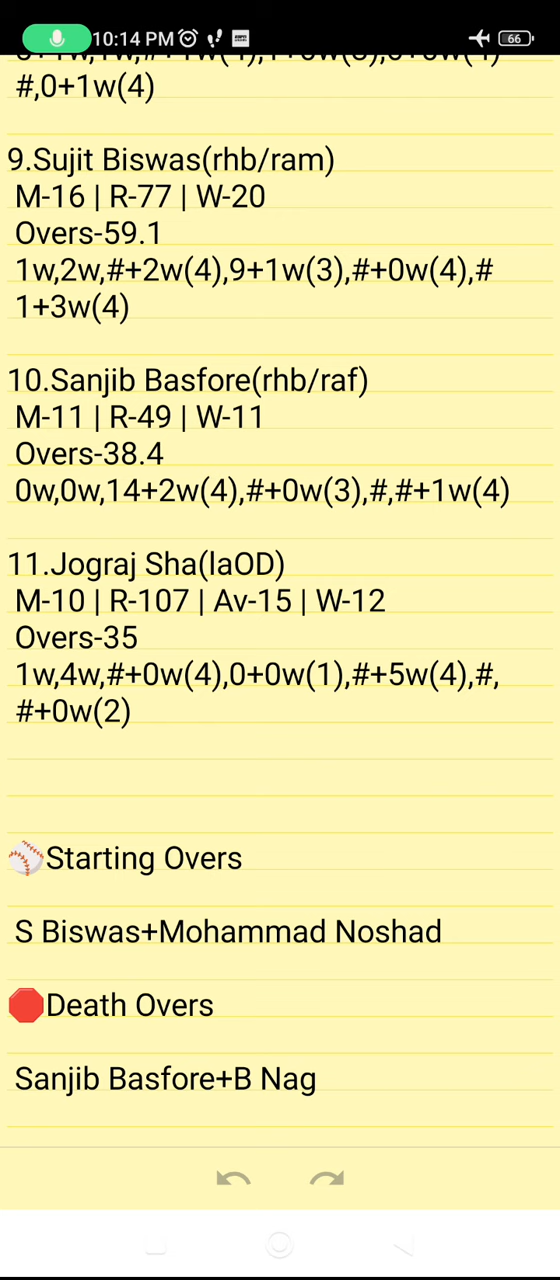 10:14 PM
66
#,0+1w(4)
9.Sujit Biswas(rhb/ram)
M-16 | R-77 | W-20
Overs-59.1
1w,2w,#+2w(4),9+1w(3),#+0w(4),#
1+3w(4)
10.Sanjib Basfore(rhb/raf)
M-11 | R-49 | W-11
Overs-38.4
0w,0w,14+2w(4),#+0w(3),#,#+1w(4)
11.Jograj Sha(laOD)
M-10 | R-107 | Av-15 | W-12
Overs-35
1w,4w,#+0w(4),0+0w(1),#+5w(4),#,
#+0w(2)
Starting Overs
S Biswas+Mohammad Noshad
Death Overs
Sanjib Basfore+B Nag